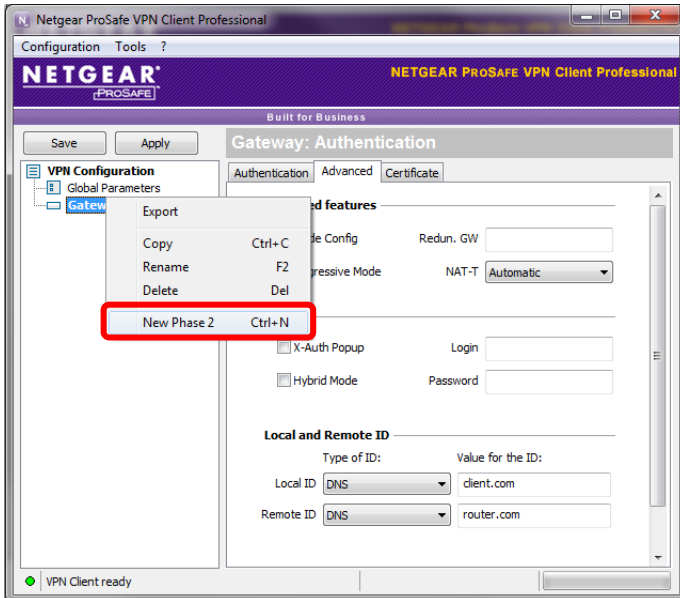 Netgear ProSafe VPN Client Professional
Configuration Tools ?
NETGEAR®
PROSAFE
NETGEAR PROSAFE VPN Client Professional
Built for Business
Save Apply
Gateway: Authentication
VPN Configuration
Global Parameters
Gatew
Authentication Advanced Certificate
Export
Copy Ctrl+C
Rename F2
Delete Del
New Phase 2 Ctrl+N
ed features
de Config Redun. GW
gressive Mode NAT-T Automatic
X-Auth Popup Login
Hybrid Mode Password
Local and Remote ID
Type of ID: Value for the ID:
Local ID DNS client.com
Remote ID DNS router.com
VPN Client ready